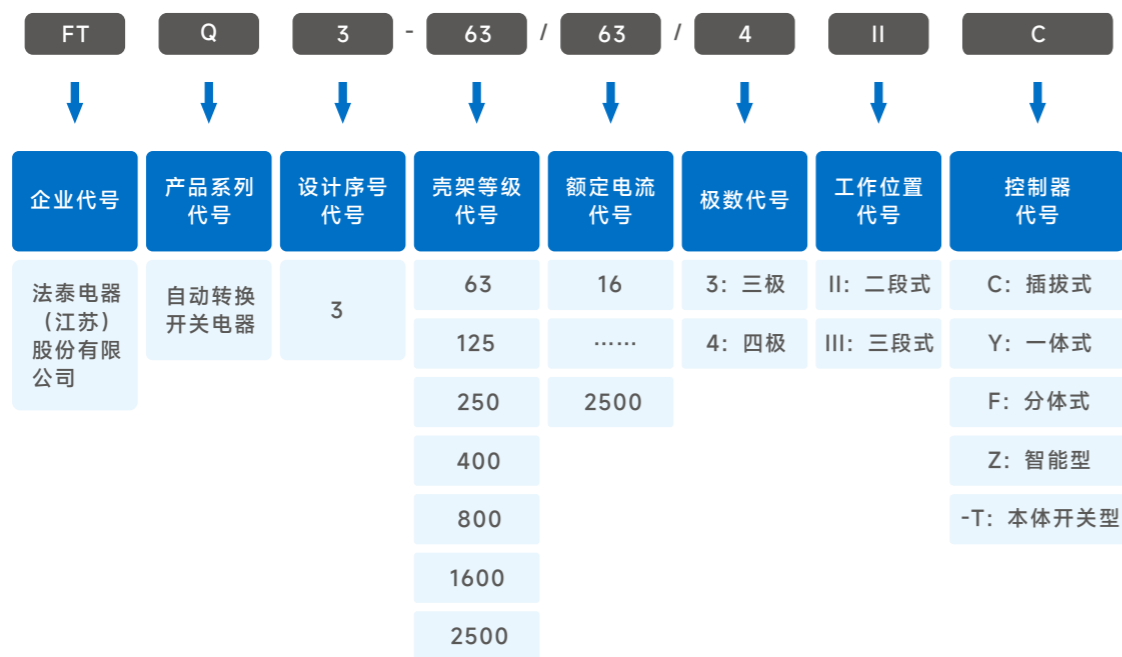 FT Q 3 - 63 / 63 / 4 II C
企业代号
产品系列
代号
设计序号
代号
壳架等级
代号
额定电流
代号
极数代号
工作位置
代号
控制器
代号
法泰电器
（江苏）
股份有限
公司
自动转换
开关电器
3
63
125
250
400
800
1600
2500
16
……
2500
3：三极
4：四极
II：二段式
III：三段式
C：插拔式
Y：一体式
F：分体式
Z：智能型
-T：本体开关型